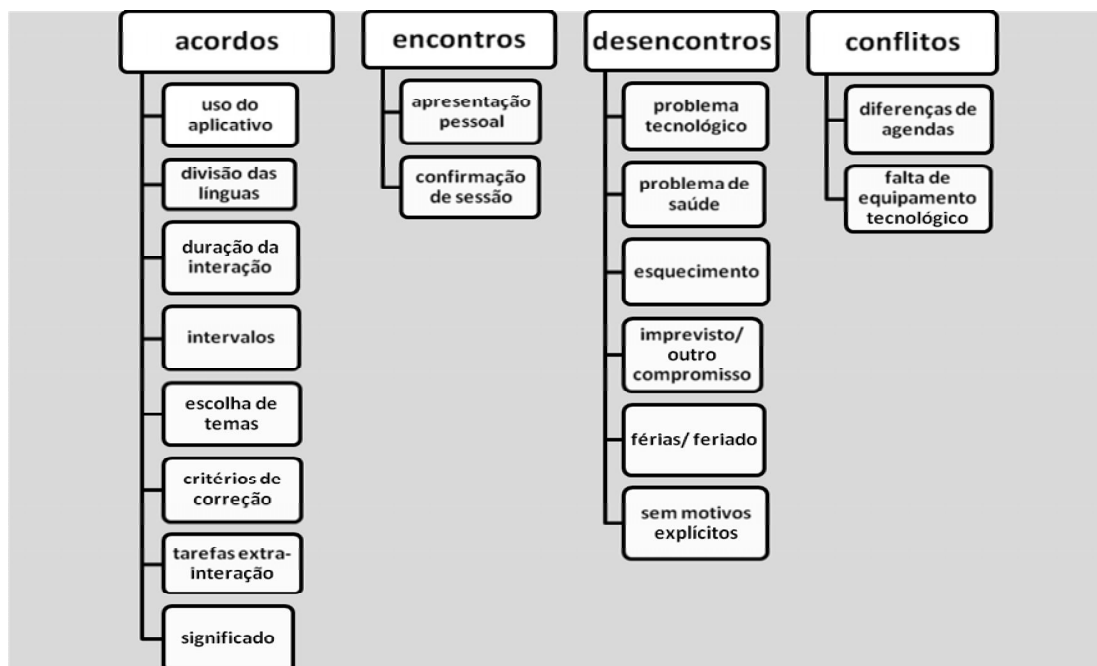 acordos
uso do
aplicativo
divisão das
línguas
duração da
interação
intervalos
escolha de
temas
critérios de
correção
tarefas extra-
interação
significado
encontros
apresentação
pessoal
confirmação
de sessão
desencontros
problema
tecnológico
problema de
saúde
esquecimento
imprevisto/
outro
compromisso
férias/ feriado
sem motivos
explícitos
conflitos
diferenças de
agendas
falta de
equipamento
tecnológico